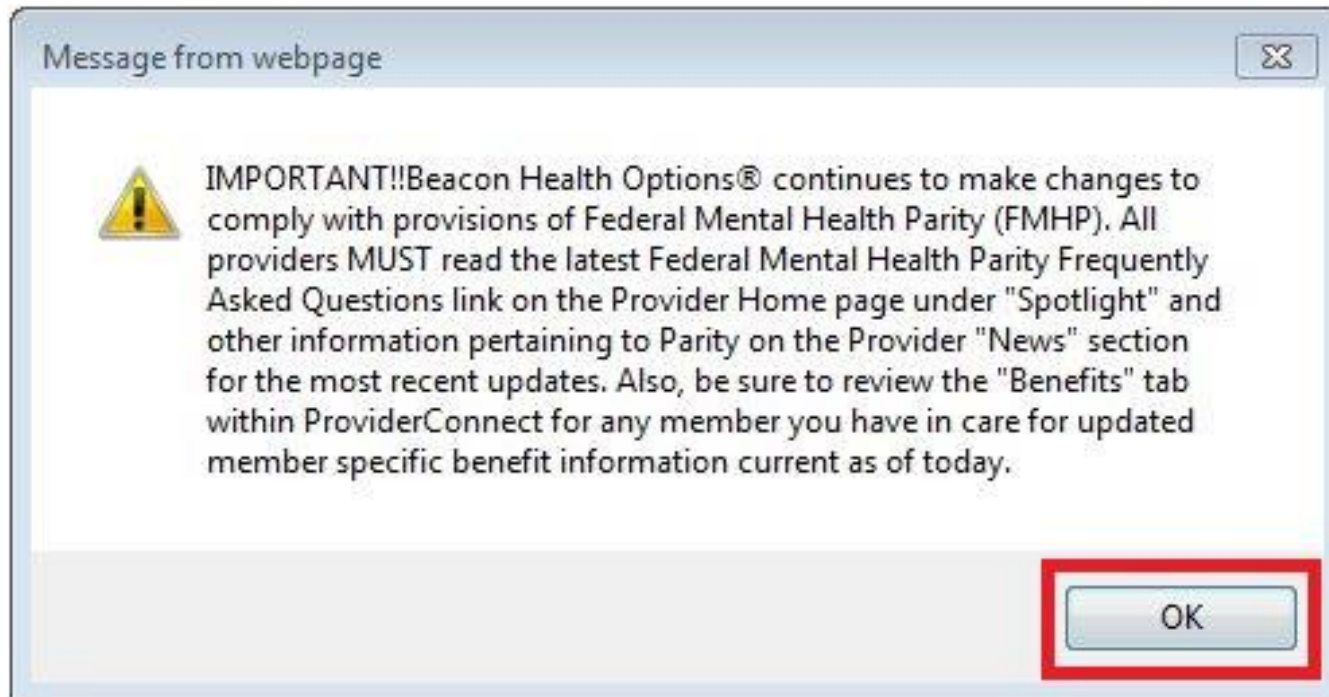 Message from webpage
IMPORTANT!!Beacon Health Options® continues to make changes to
comply with provisions of Federal Mental Health Parity (FMHP). All
providers MUST read the latest Federal Mental Health Parity Frequently
Asked Questions link on the Provider Home page under "Spotlight" and
other information pertaining to Parity on the Provider "News" section
for the most recent updates. Also, be sure to review the "Benefits" tab
within ProviderConnect for any member you have in care for updated
member specific benefit information current as of today.
OK